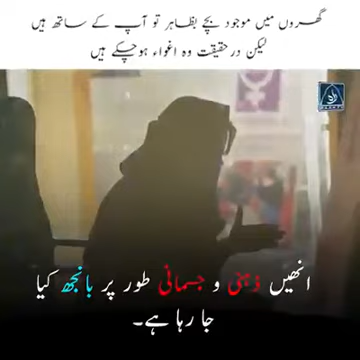 گھروں میں موجود بچے بظاہر تو آپ کے ساتھ ہیں
لیکن درحقیقت وہ اغواء ہوچکے ہیں
انھیں ذہنی و جسمانی طور پر بانجھ کیا
جا رہا ہے۔